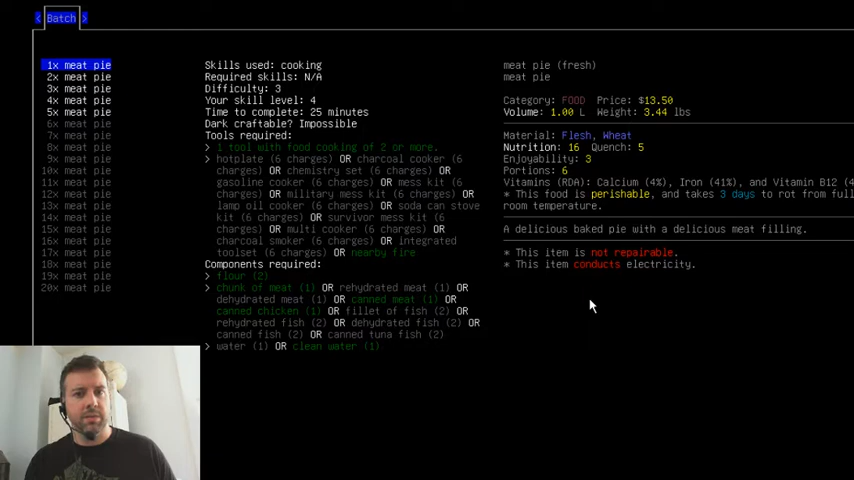 < Batch >
1x meat pie
2x meat pie
3x meat pie
4x meat pie
5x meat pie
6x meat pie
7x meat pie
8x meat pie
9x meat pie
10x meat pie
11x meat pie
12x meat pie
13x meat pie
14x meat pie
15x meat pie
16x meat pie
17x meat pie
18x meat pie
19x meat pie
20x meat pie
Skills used: cooking
Required skills: N/A
Difficulty: 3
Your skill level: 4
Time to complete: 25 minutes
Dark craftable? Impossible
Tools required:
> 1 tool with food cooking of 2 or more.
> hotplate (6 charges) OR charcoal cooker (6
charges) OR chemistry set (6 charges) OR
gasoline cooker (6 charges) OR mess kit (6
charges) OR military mess kit (6 charges) OR
lamp oil cooker (6 charges) OR soda can stove
kit (6 charges) OR survivor mess kit (6
charges) OR multi cooker (6 charges) OR
charcoal smoker (6 charges) OR integrated
toolset (6 charges) OR nearby fire
Components required:
> flour (2)
> chunk of meat (1) OR rehydrated meat (1) OR
dehydrated meat (1) OR canned meat (1) OR
canned chicken (1) OR fillet of fish (2) OR
rehydrated fish (2) OR dehydrated fish (2) OR
canned fish (2) OR canned tuna fish (2)
> water (1) OR clean water (1)
meat pie (fresh)
meat pie
Category: FOOD  Price: $13.50
Volume: 1.00 L  Weight: 3.44 lbs
Material: Flesh, Wheat
Nutrition: 16  Quench: 5
Enjoyability: 3
Portions: 6
Vitamins (RDA): Calcium (4%), Iron (41%), and Vitamin B12 (4
* This food is perishable, and takes 3 days to rot from full
room temperature.
A delicious baked pie with a delicious meat filling.
* This item is not repairable.
* This item conducts electricity.